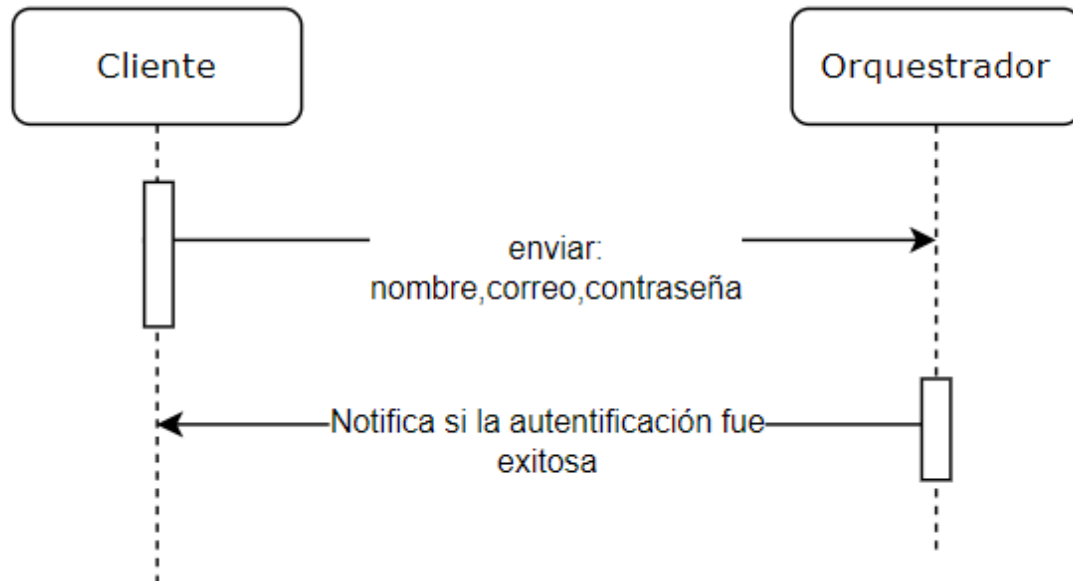 Cliente
Orquestrador
enviar:
nombre,correo,contraseña
Notifica si la autentificación fue
exitosa